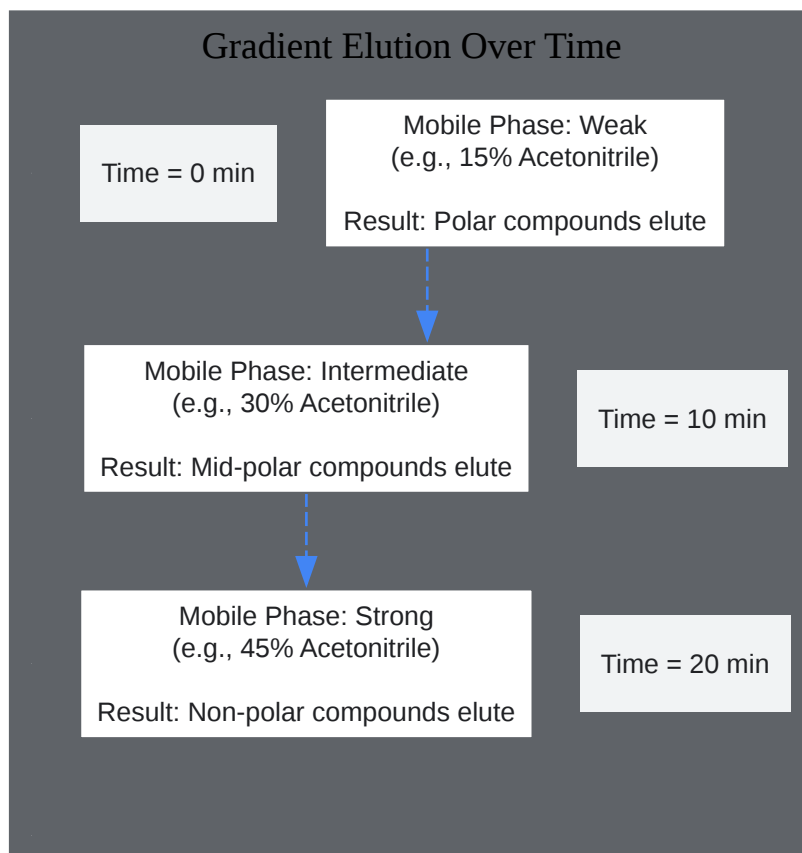 Gradient Elution Over Time
Time = 0 min
Mobile Phase: Weak
(e.g., 15% Acetonitrile)
Result: Polar compounds elute
Mobile Phase: Intermediate
(e.g., 30% Acetonitrile)
Result: Mid-polar compounds elute
Time = 10 min
Mobile Phase: Strong
(e.g., 45% Acetonitrile)
Result: Non-polar compounds elute
Time = 20 min